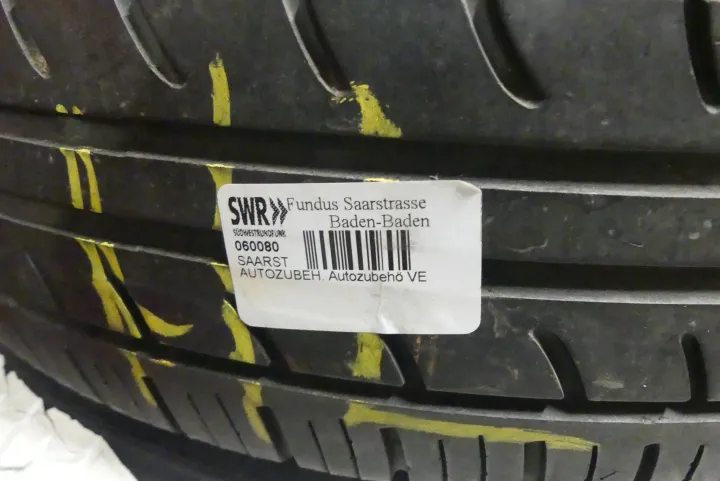 SWR» Fundus Saarstrasse
SÜDWESTRUNDFUNK Baden-Baden
060080
SAARST
AUTOZUBEH. Autozubehö VE